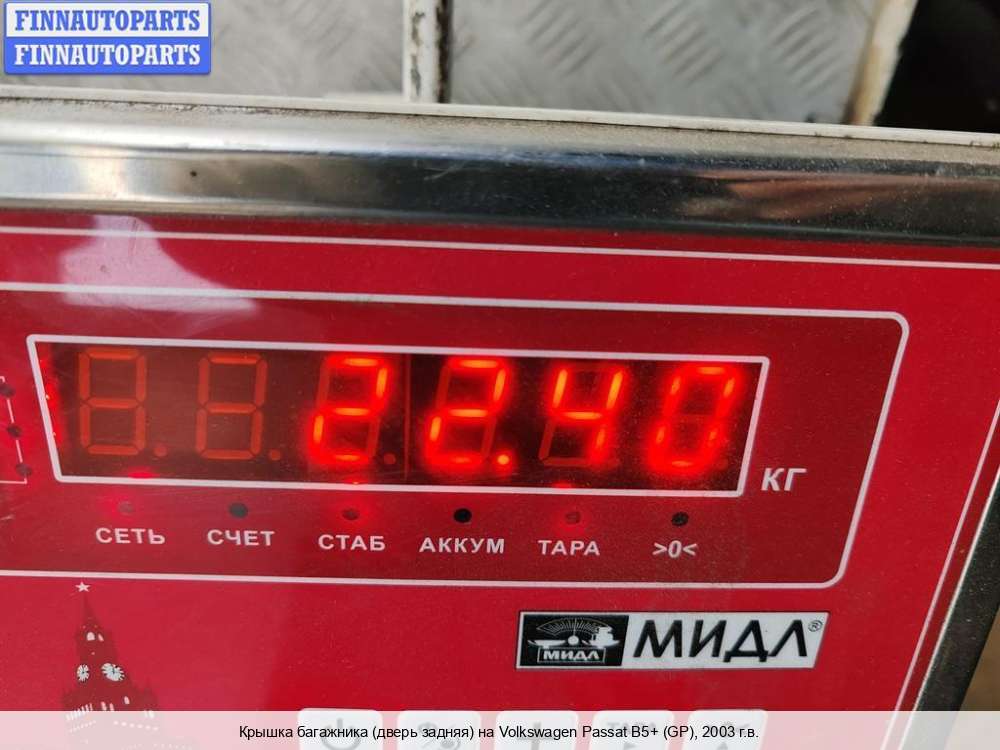 FINNAUTOPARTS
FINNAUTOPARTS
22.40 КГ
СЕТЬ СЧЕТ СТАБ АККУМ ТАРА >0<
МИДЛ МИДЛ®
Крышка багажника (дверь задняя) на Volkswagen Passat B5+ (GP), 2003 г.в.